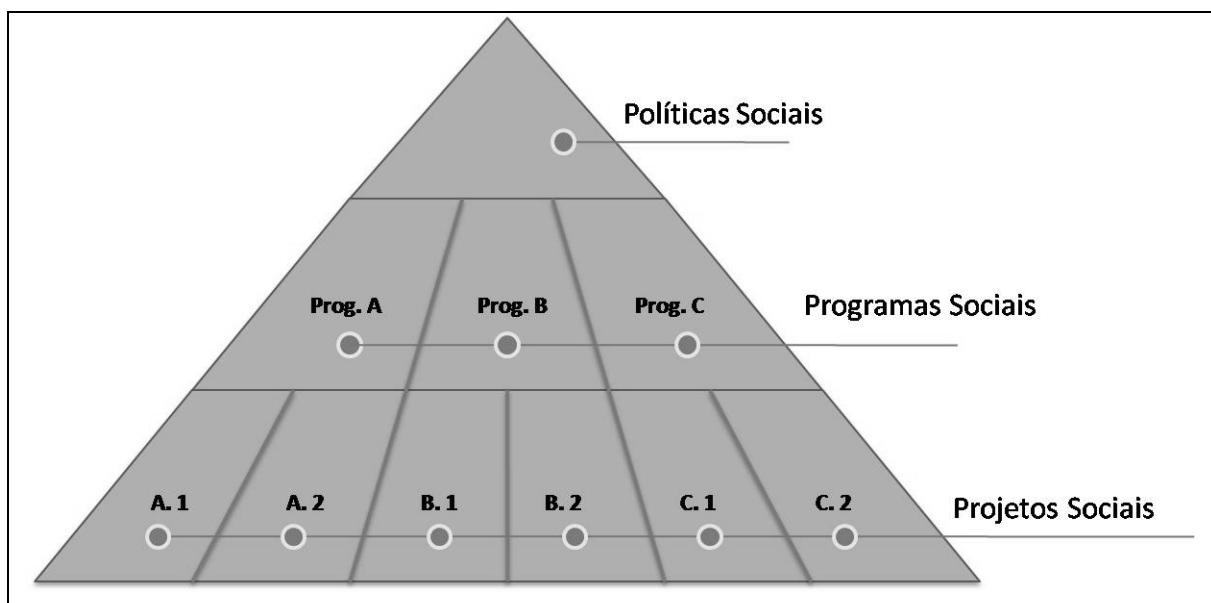 Políticas Sociais
Prog. A Prog. B Prog. C Programas Sociais
A. 1 A. 2 B. 1 B. 2 C. 1 C. 2 Projetos Sociais